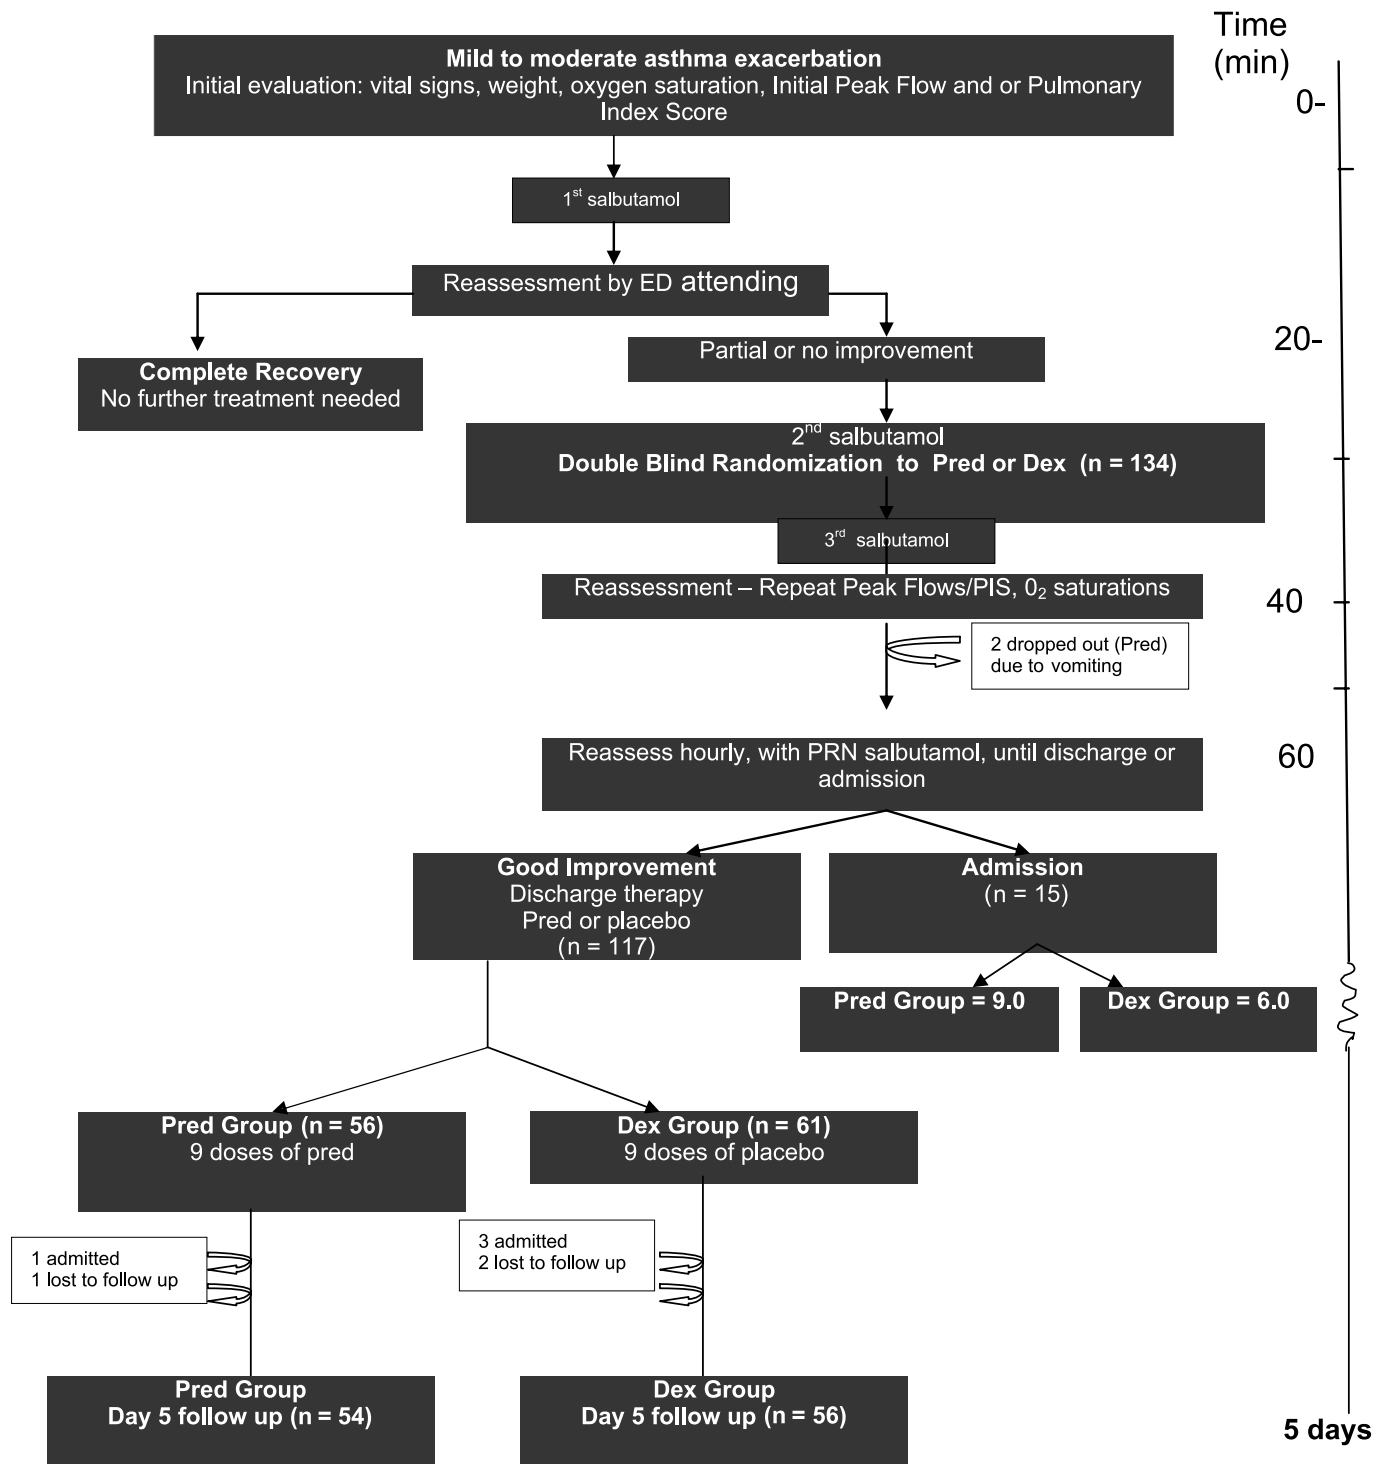 Time
(min)
Mild to moderate asthma exacerbation
Initial evaluation: vital signs, weight, oxygen saturation, Initial Peak Flow and or Pulmonary
Index Score
0-
1st salbutamol
Reassessment by ED attending
20-
Complete Recovery
No further treatment needed
Partial or no improvement
2nd salbutamol
Double Blind Randomization to Pred or Dex (n = 134)
3rd salbutamol
Reassessment – Repeat Peak Flows/PIS, 0₂ saturations
40
2 dropped out (Pred)
due to vomiting
Reassess hourly, with PRN salbutamol, until discharge or
admission
60
Good Improvement
Discharge therapy
Pred or placebo
(n = 117)
Admission
(n = 15)
Pred Group = 9.0
Dex Group = 6.0
Pred Group (n = 56)
9 doses of pred
Dex Group (n = 61)
9 doses of placebo
1 admitted
1 lost to follow up
3 admitted
2 lost to follow up
Pred Group
Day 5 follow up (n = 54)
Dex Group
Day 5 follow up (n = 56)
5 days